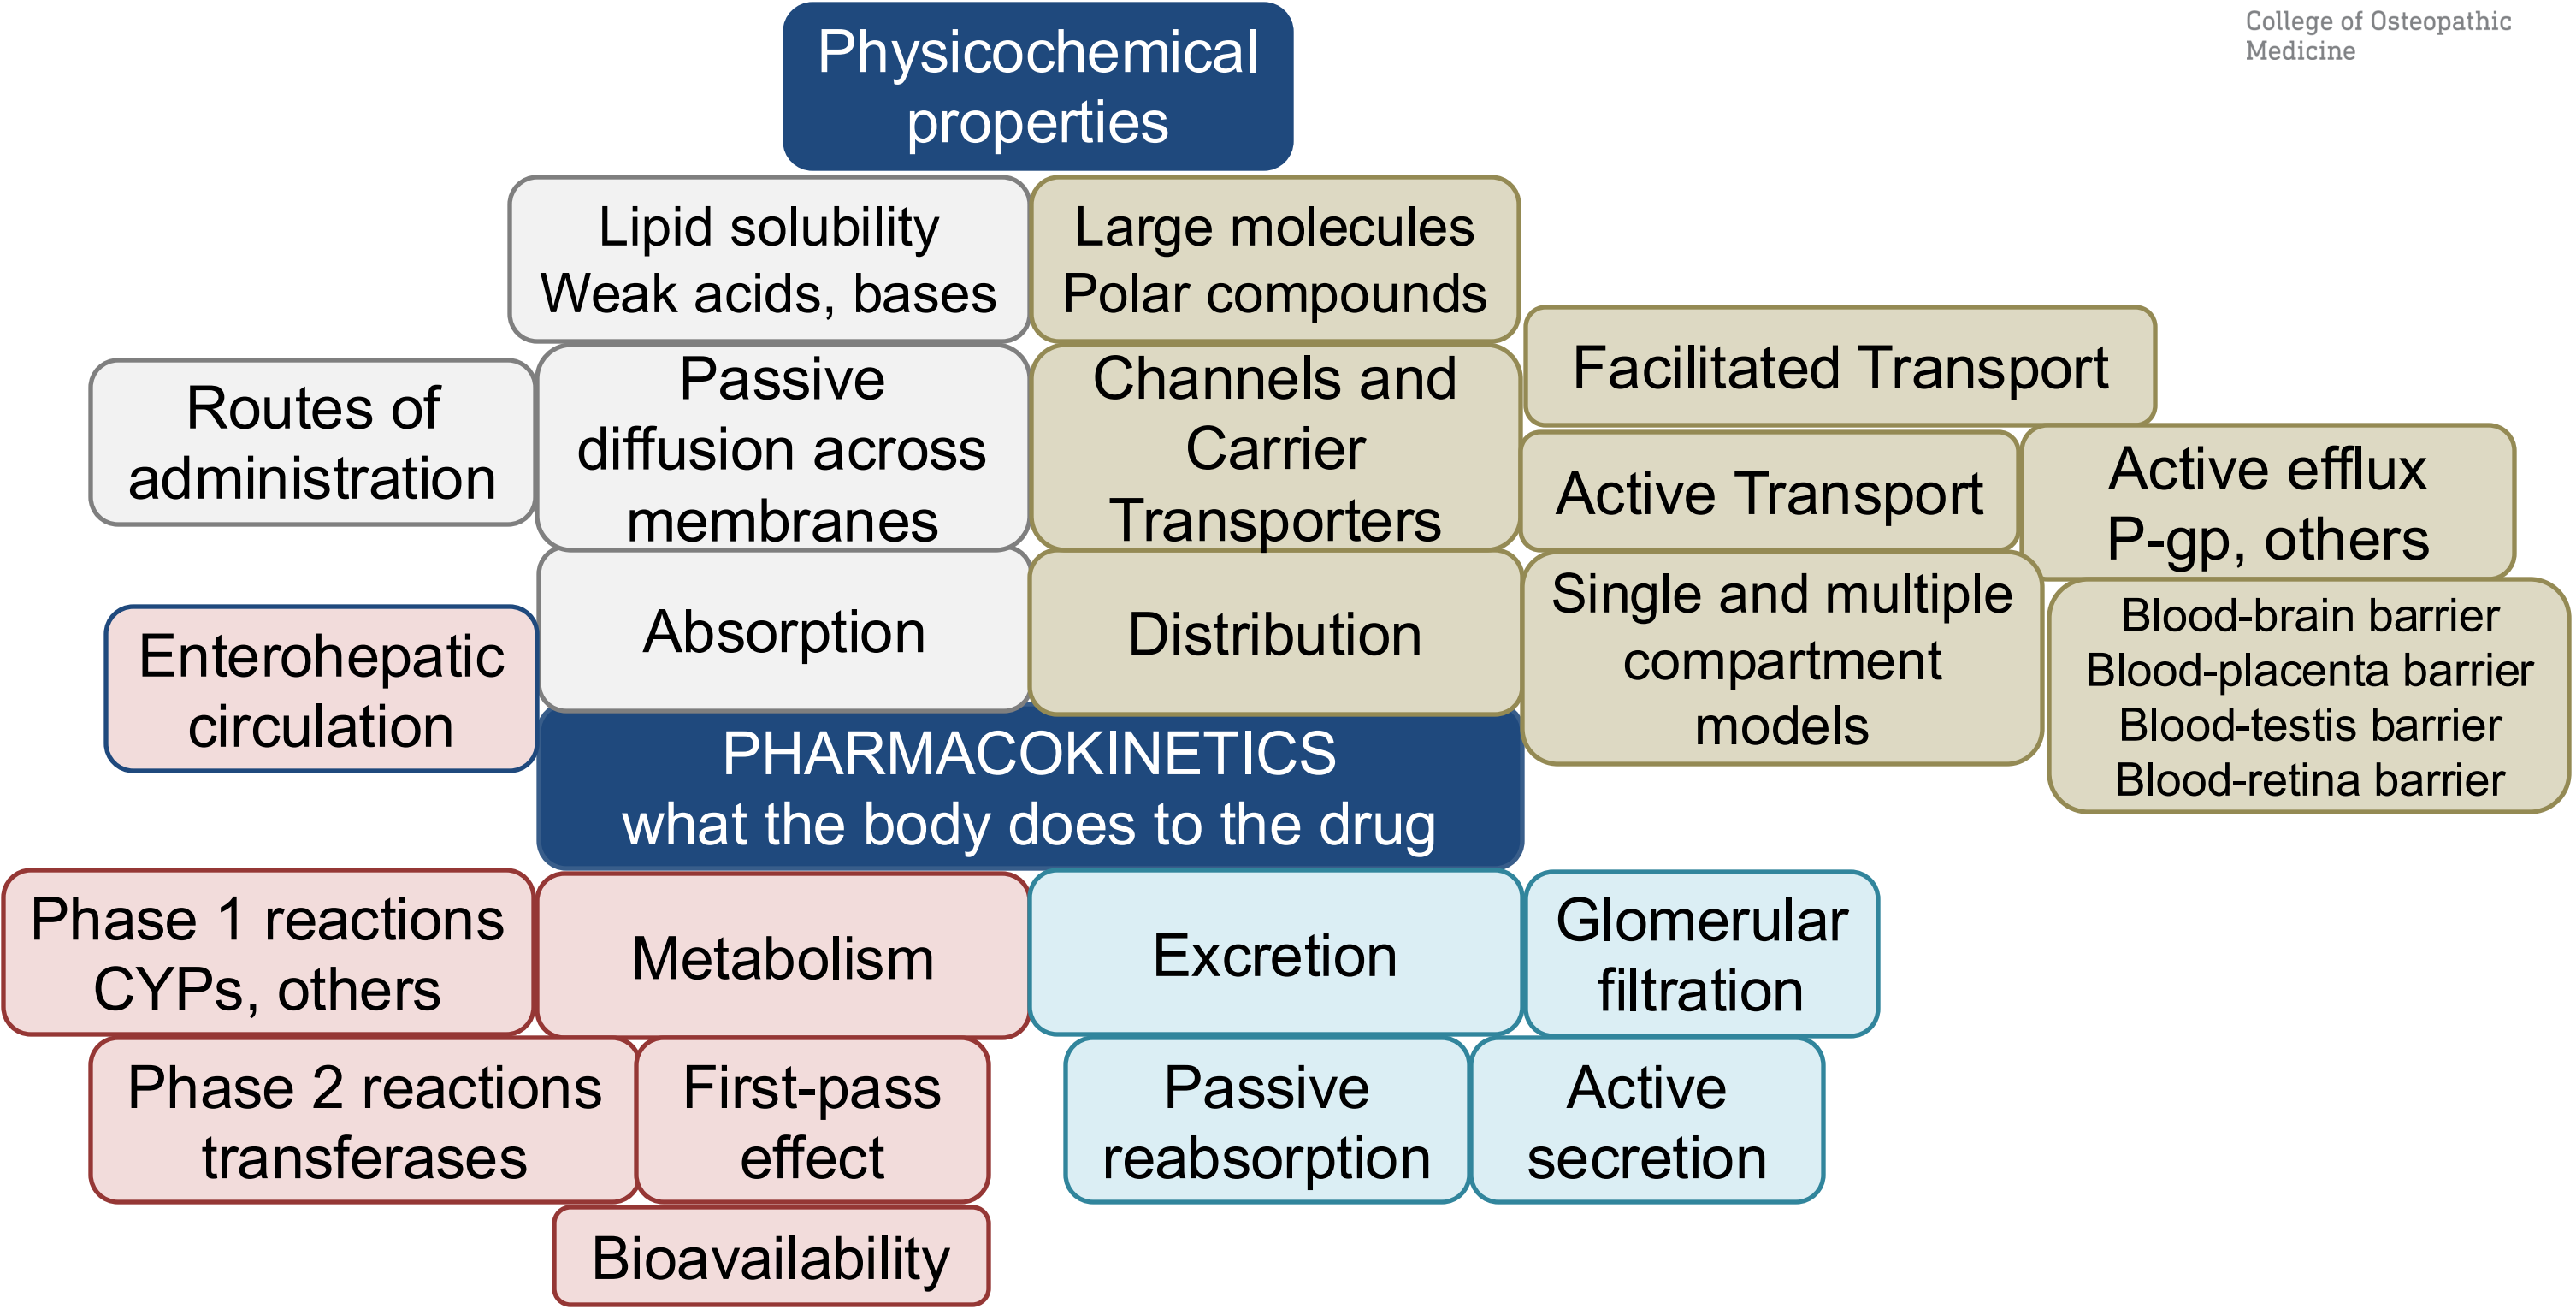 College of Osteopathic
Medicine
Physicochemical
properties
Lipid solubility
Weak acids, bases
Large molecules
Polar compounds
Routes of
administration
Passive
diffusion across
membranes
Channels and
Carrier
Transporters
Facilitated Transport
Active Transport
Active efflux
P-gp, others
Enterohepatic
circulation
Absorption
Distribution
Single and multiple
compartment
models
Blood-brain barrier
Blood-placenta barrier
Blood-testis barrier
Blood-retina barrier
PHARMACOKINETICS
what the body does to the drug
Phase 1 reactions
CYPs, others
Metabolism
Excretion
Glomerular
filtration
Phase 2 reactions
transferases
First-pass
effect
Passive
reabsorption
Active
secretion
Bioavailability